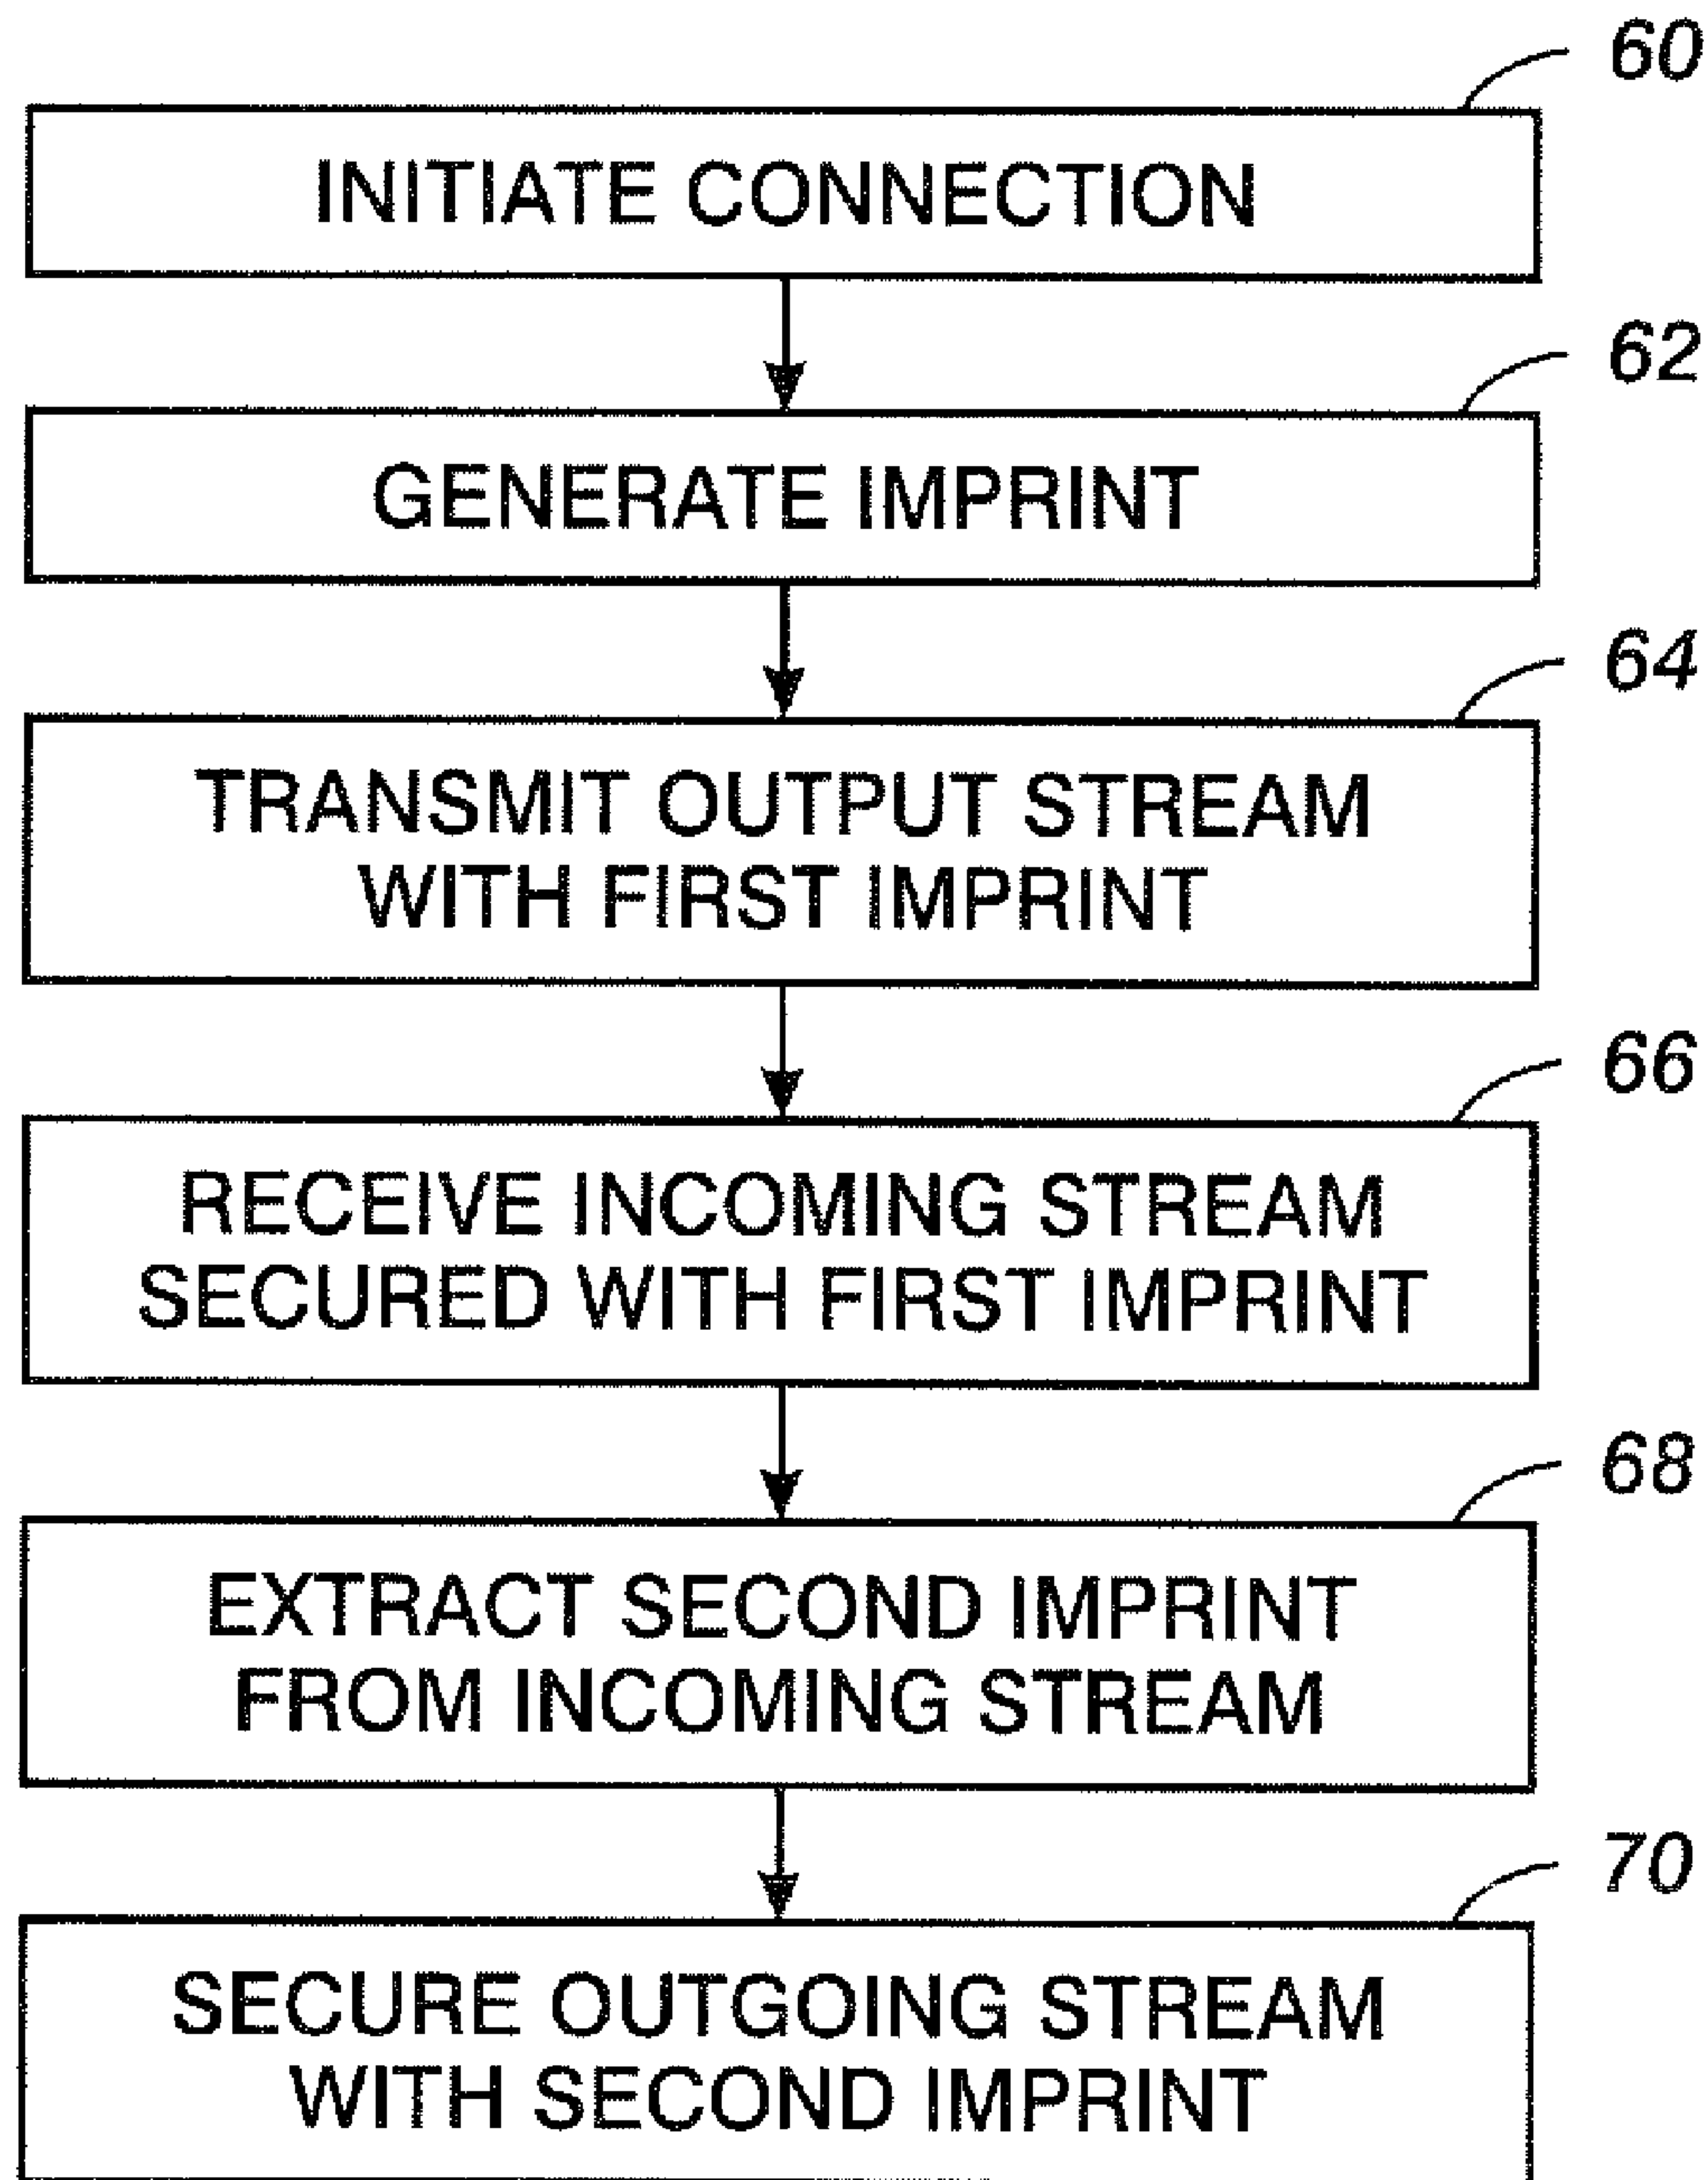 60
INITIATE CONNECTION
62
GENERATE IMPRINT
64
TRANSMIT OUTPUT STREAM
WITH FIRST IMPRINT
66
RECEIVE INCOMING STREAM
SECURED WITH FIRST IMPRINT
68
EXTRACT SECOND IMPRINT
FROM INCOMING STREAM
70
SECURE OUTGOING STREAM
WITH SECOND IMPRINT